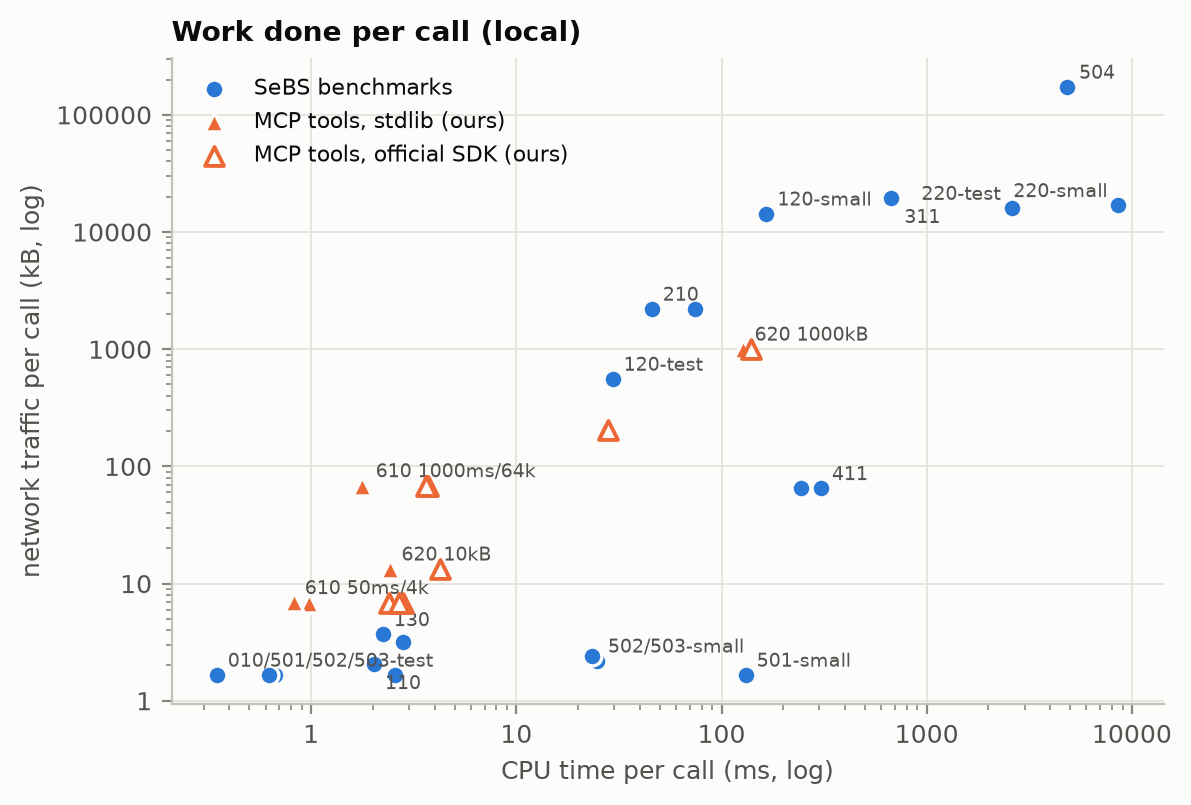 Work done per call (local)
SeBS benchmarks
MCP tools, stdlib (ours)
MCP tools, official SDK (ours)
network traffic per call (kB, log)
100000
10000
1000
100
10
1
504
120-small
311
220-test
220-small
210
620 1000kB
120-test
610 1000ms/64k
411
620 10kB
610 50ms/4k
130
502/503-small
010/501/502/503-test
501-small
110
1
10
100
1000
10000
CPU time per call (ms, log)